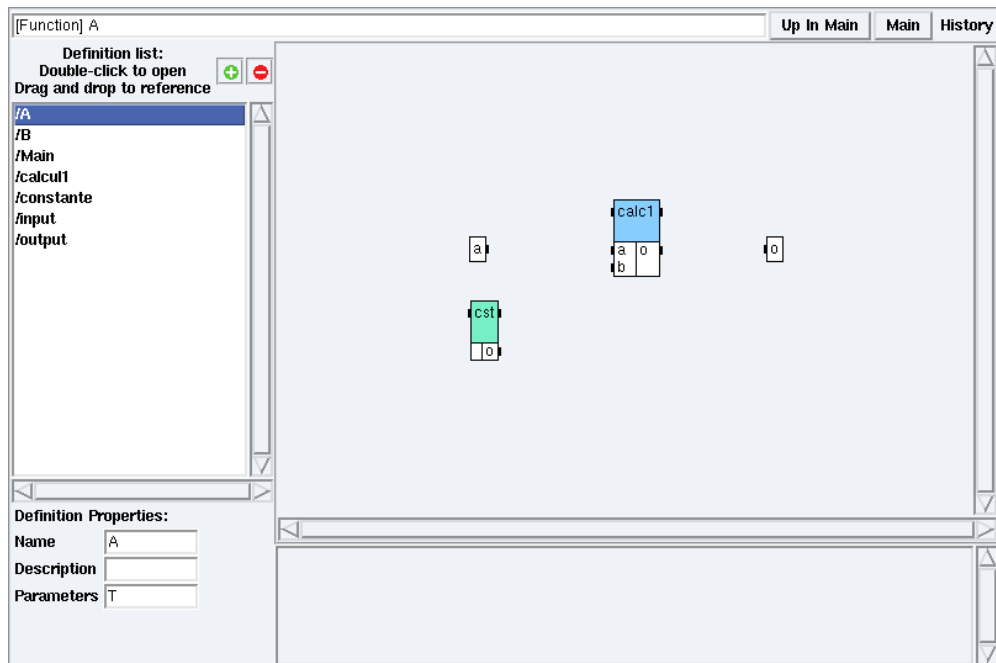 [Function] A
Up In Main
Main
History
Definition list:
Double-click to open
Drag and drop to reference
/A
/B
/Main
/calcul1
/constante
/input
/output
calc1
a
a o
b
o
cst
o
Definition Properties:
Name A
Description
Parameters T